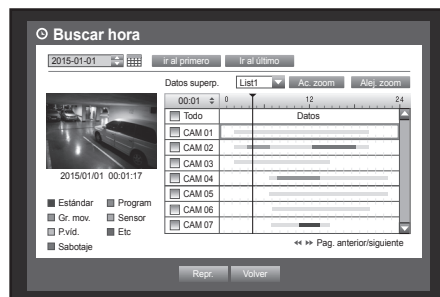 Buscar hora
2015-01-01
ir al primero
Ir al último
Datos superp.
List1
Ac. zoom
Alej. zoom
00:01
0 12 24
Todo
Datos
CAM 01
CAM 02
CAM 03
CAM 04
CAM 05
CAM 06
CAM 07
2015/01/01 00:01:17
Estándar
Program
Gr. mov.
Sensor
P.víd.
Etc
Sabotaje
Pag. anterior/siguiente
Repr.
Volver